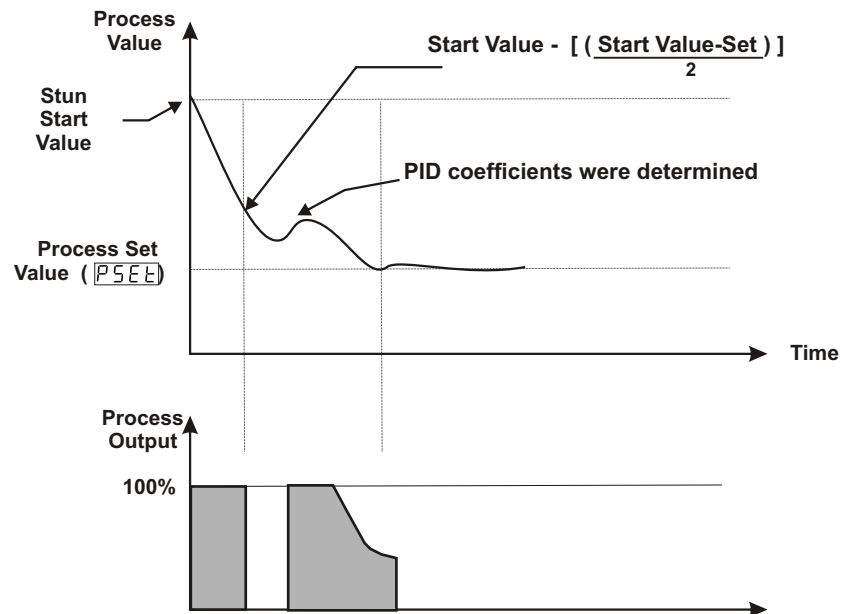 Process
Value
Start Value - [ ( Start Value-Set ) ]
2
Stun
Start
Value
PID coefficients were determined
Process Set
Value ( PSEt )
Time
Process
Output
100%